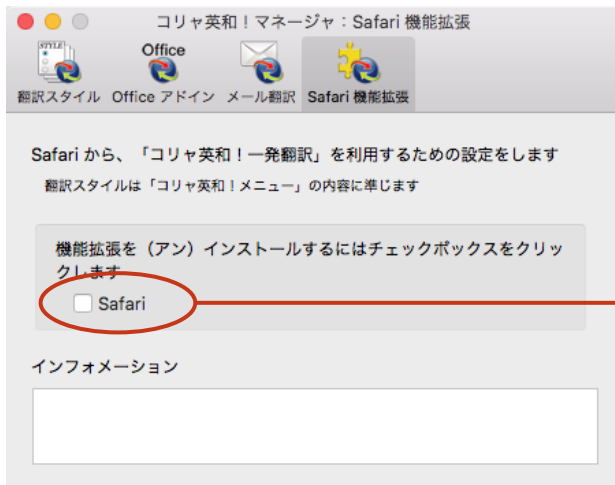 コリャ英和！マネージャ：Safari 機能拡張
STYLE
Office
翻訳スタイル Office アドイン メール翻訳 Safari 機能拡張
Safari から、「コリャ英和！一発翻訳」を利用するための設定をします
翻訳スタイルは「コリャ英和！メニュー」の内容に準じます
機能拡張を（アン）インストールするにはチェックボックスをクリッ
クします
Safari
インフォメーション